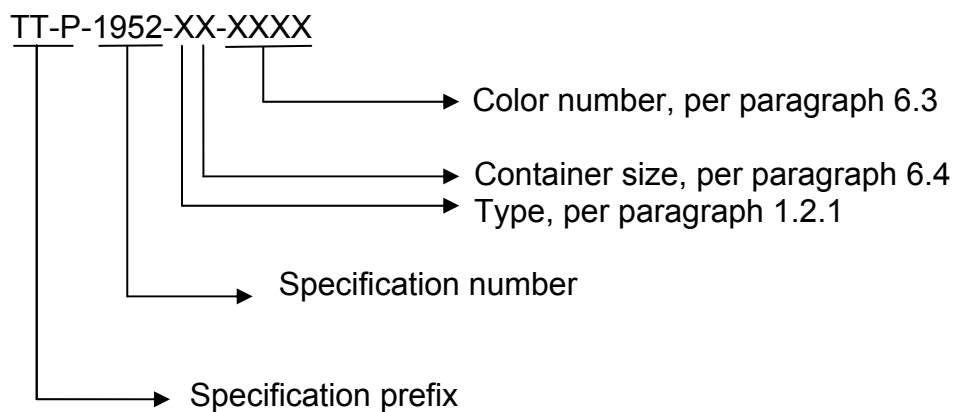 TT-P-1952-XX-XXXX
Color number, per paragraph 6.3
Container size, per paragraph 6.4
Type, per paragraph 1.2.1
Specification number
Specification prefix